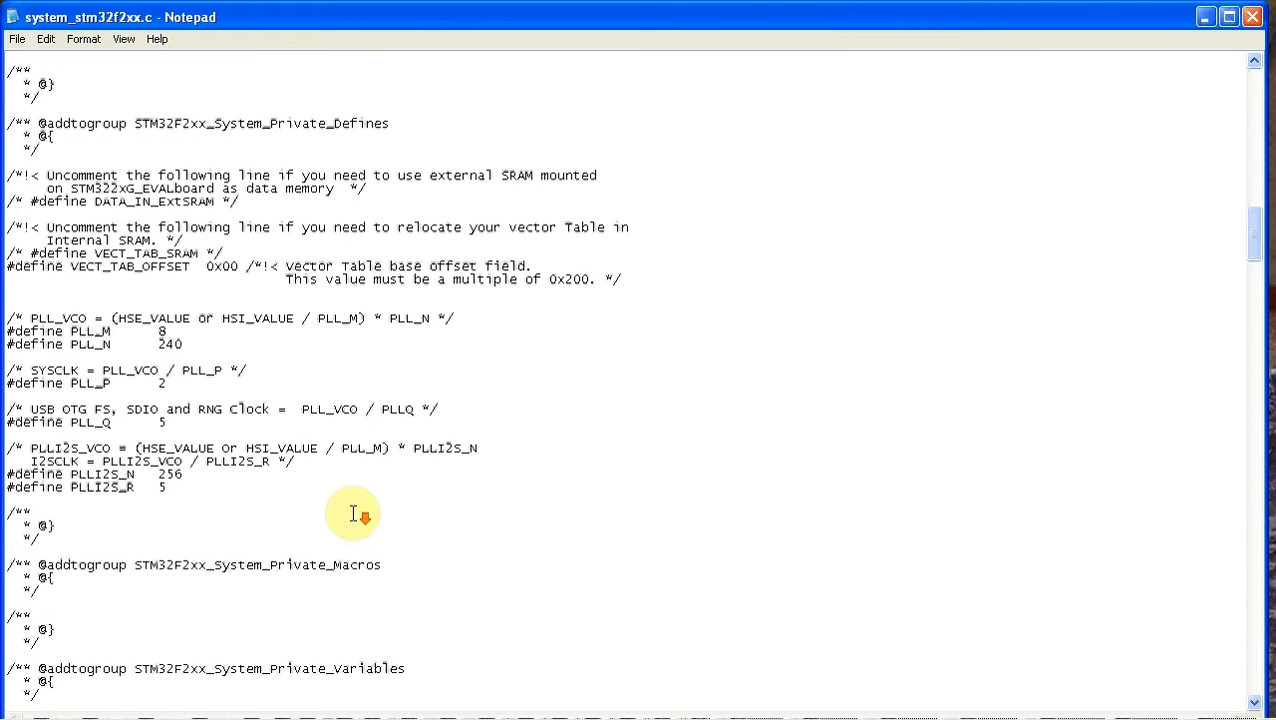 system_stm32f2xx.c - Notepad
File Edit Format View Help
/**
* @}
*/
/** @addtogroup STM32F2xx_System_Private_Defines
* @{
*/
/*!< Uncomment the following line if you need to use external SRAM mounted
on STM322xG_EVALboard as data memory */
/* #define DATA_IN_ExtSRAM */
/*!< Uncomment the following line if you need to relocate your vector Table in
Internal SRAM. */
/* #define VECT_TAB_SRAM */
#define VECT_TAB_OFFSET 0x00 /*!< Vector Table base offset field.
This value must be a multiple of 0x200. */
/* PLL_VCO = (HSE_VALUE or HSI_VALUE / PLL_M) * PLL_N */
#define PLL_M 8
#define PLL_N 240
/* SYSCLK = PLL_VCO / PLL_P */
#define PLL_P 2
/* USB OTG FS, SDIO and RNG Clock = PLL_VCO / PLLQ */
#define PLL_Q 5
/* PLLI2S_VCO = (HSE_VALUE Or HSI_VALUE / PLL_M) * PLLI2S_N
I2SCLK = PLLI2S_VCO / PLLI2S_R */
#define PLLI2S_N 256
#define PLLI2S_R 5
/**
* @}
*/
/** @addtogroup STM32F2xx_System_Private_Macros
* @{
*/
/**
* @}
*/
/** @addtogroup STM32F2xx_System_Private_Variables
* @{
*/